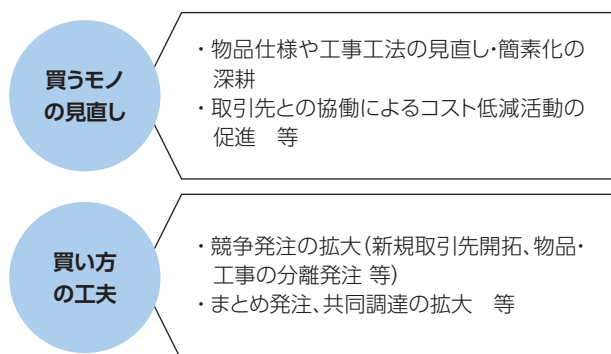 買うモノ
の見直し
・物品仕様や工事工法の見直し・簡素化の
深耕
・取引先との協働によるコスト低減活動の
促進　等
買い方
の工夫
・競争発注の拡大(新規取引先開拓、物品・
工事の分離発注 等)
・まとめ発注、共同調達の拡大　等